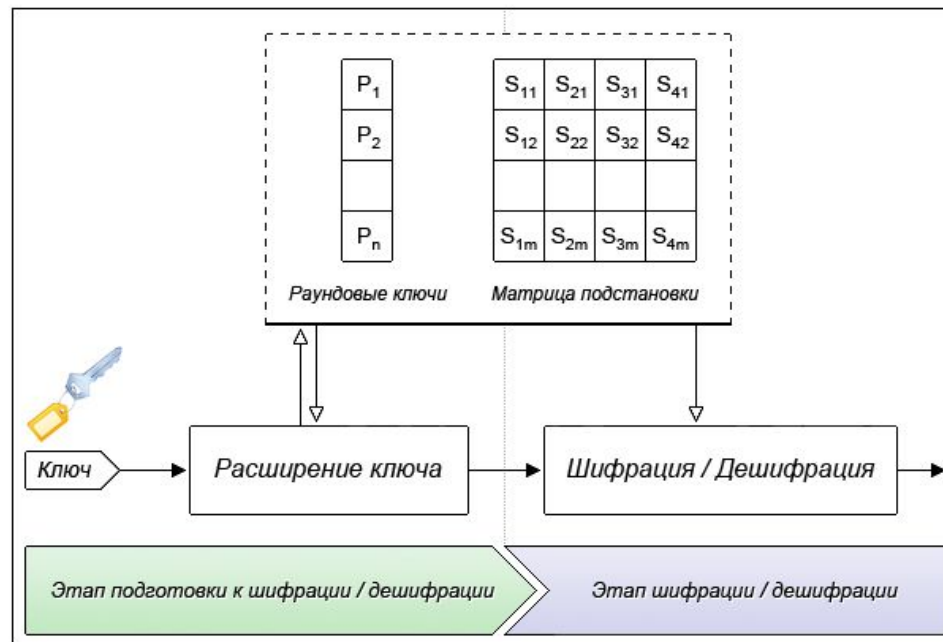 P1 S11 S21 S31 S41
P2 S12 S22 S32 S42
Pn S1m S2m S3m S4m
Раундовые ключи Матрица подстановки
Ключ Расширение ключа Шифрация / Дешифрация
Этап подготовки к шифрации / дешифрации Этап шифрации / дешифрации